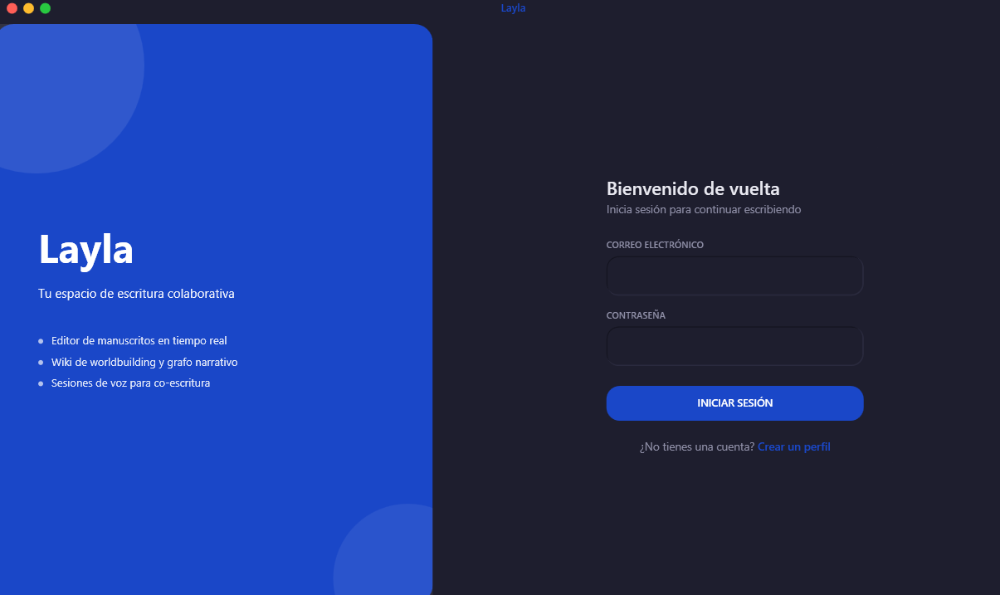 Layla
Layla
Tu espacio de escritura colaborativa
Editor de manuscritos en tiempo real
Wiki de worldbuilding y grafo narrativo
Sesiones de voz para co-escritura
Bienvenido de vuelta
Inicia sesión para continuar escribiendo
CORREO ELECTRÓNICO
CONTRASEÑA
INICIAR SESIÓN
¿No tienes una cuenta? Crear un perfil